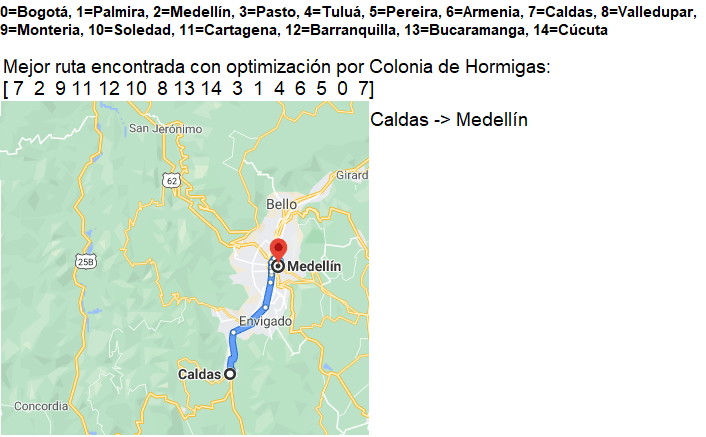 0=Bogotá, 1=Palmira, 2=Medellín, 3=Pasto, 4=Tuluá, 5=Pereira, 6=Armenia, 7=Caldas, 8=Valledupar,
9=Monteria, 10=Soledad, 11=Cartagena, 12=Barranquilla, 13=Bucaramanga, 14=Cúcuta
Mejor ruta encontrada con optimización por Colonia de Hormigas:
[ 7 2 9 11 12 10 8 13 14 3 1 4 6 5 0 7]
Caldas -> Medellín
San Jerónimo
62
Girard
Bello
25B
Medellín
Envigado
Caldas
Concordia